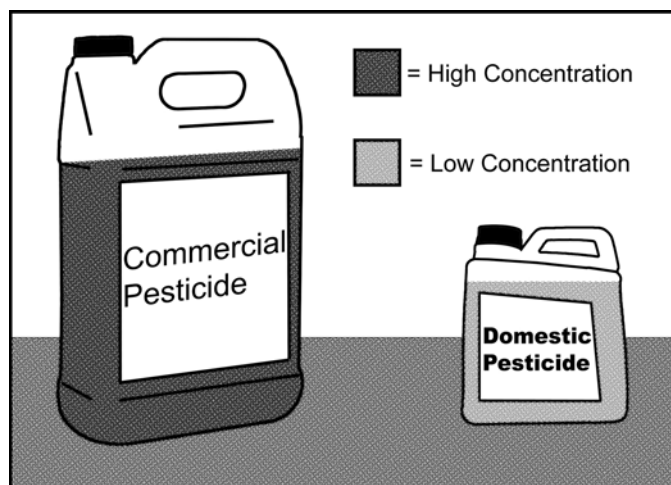 = High Concentration
= Low Concentration
Commercial
Pesticide
Domestic
Pesticide